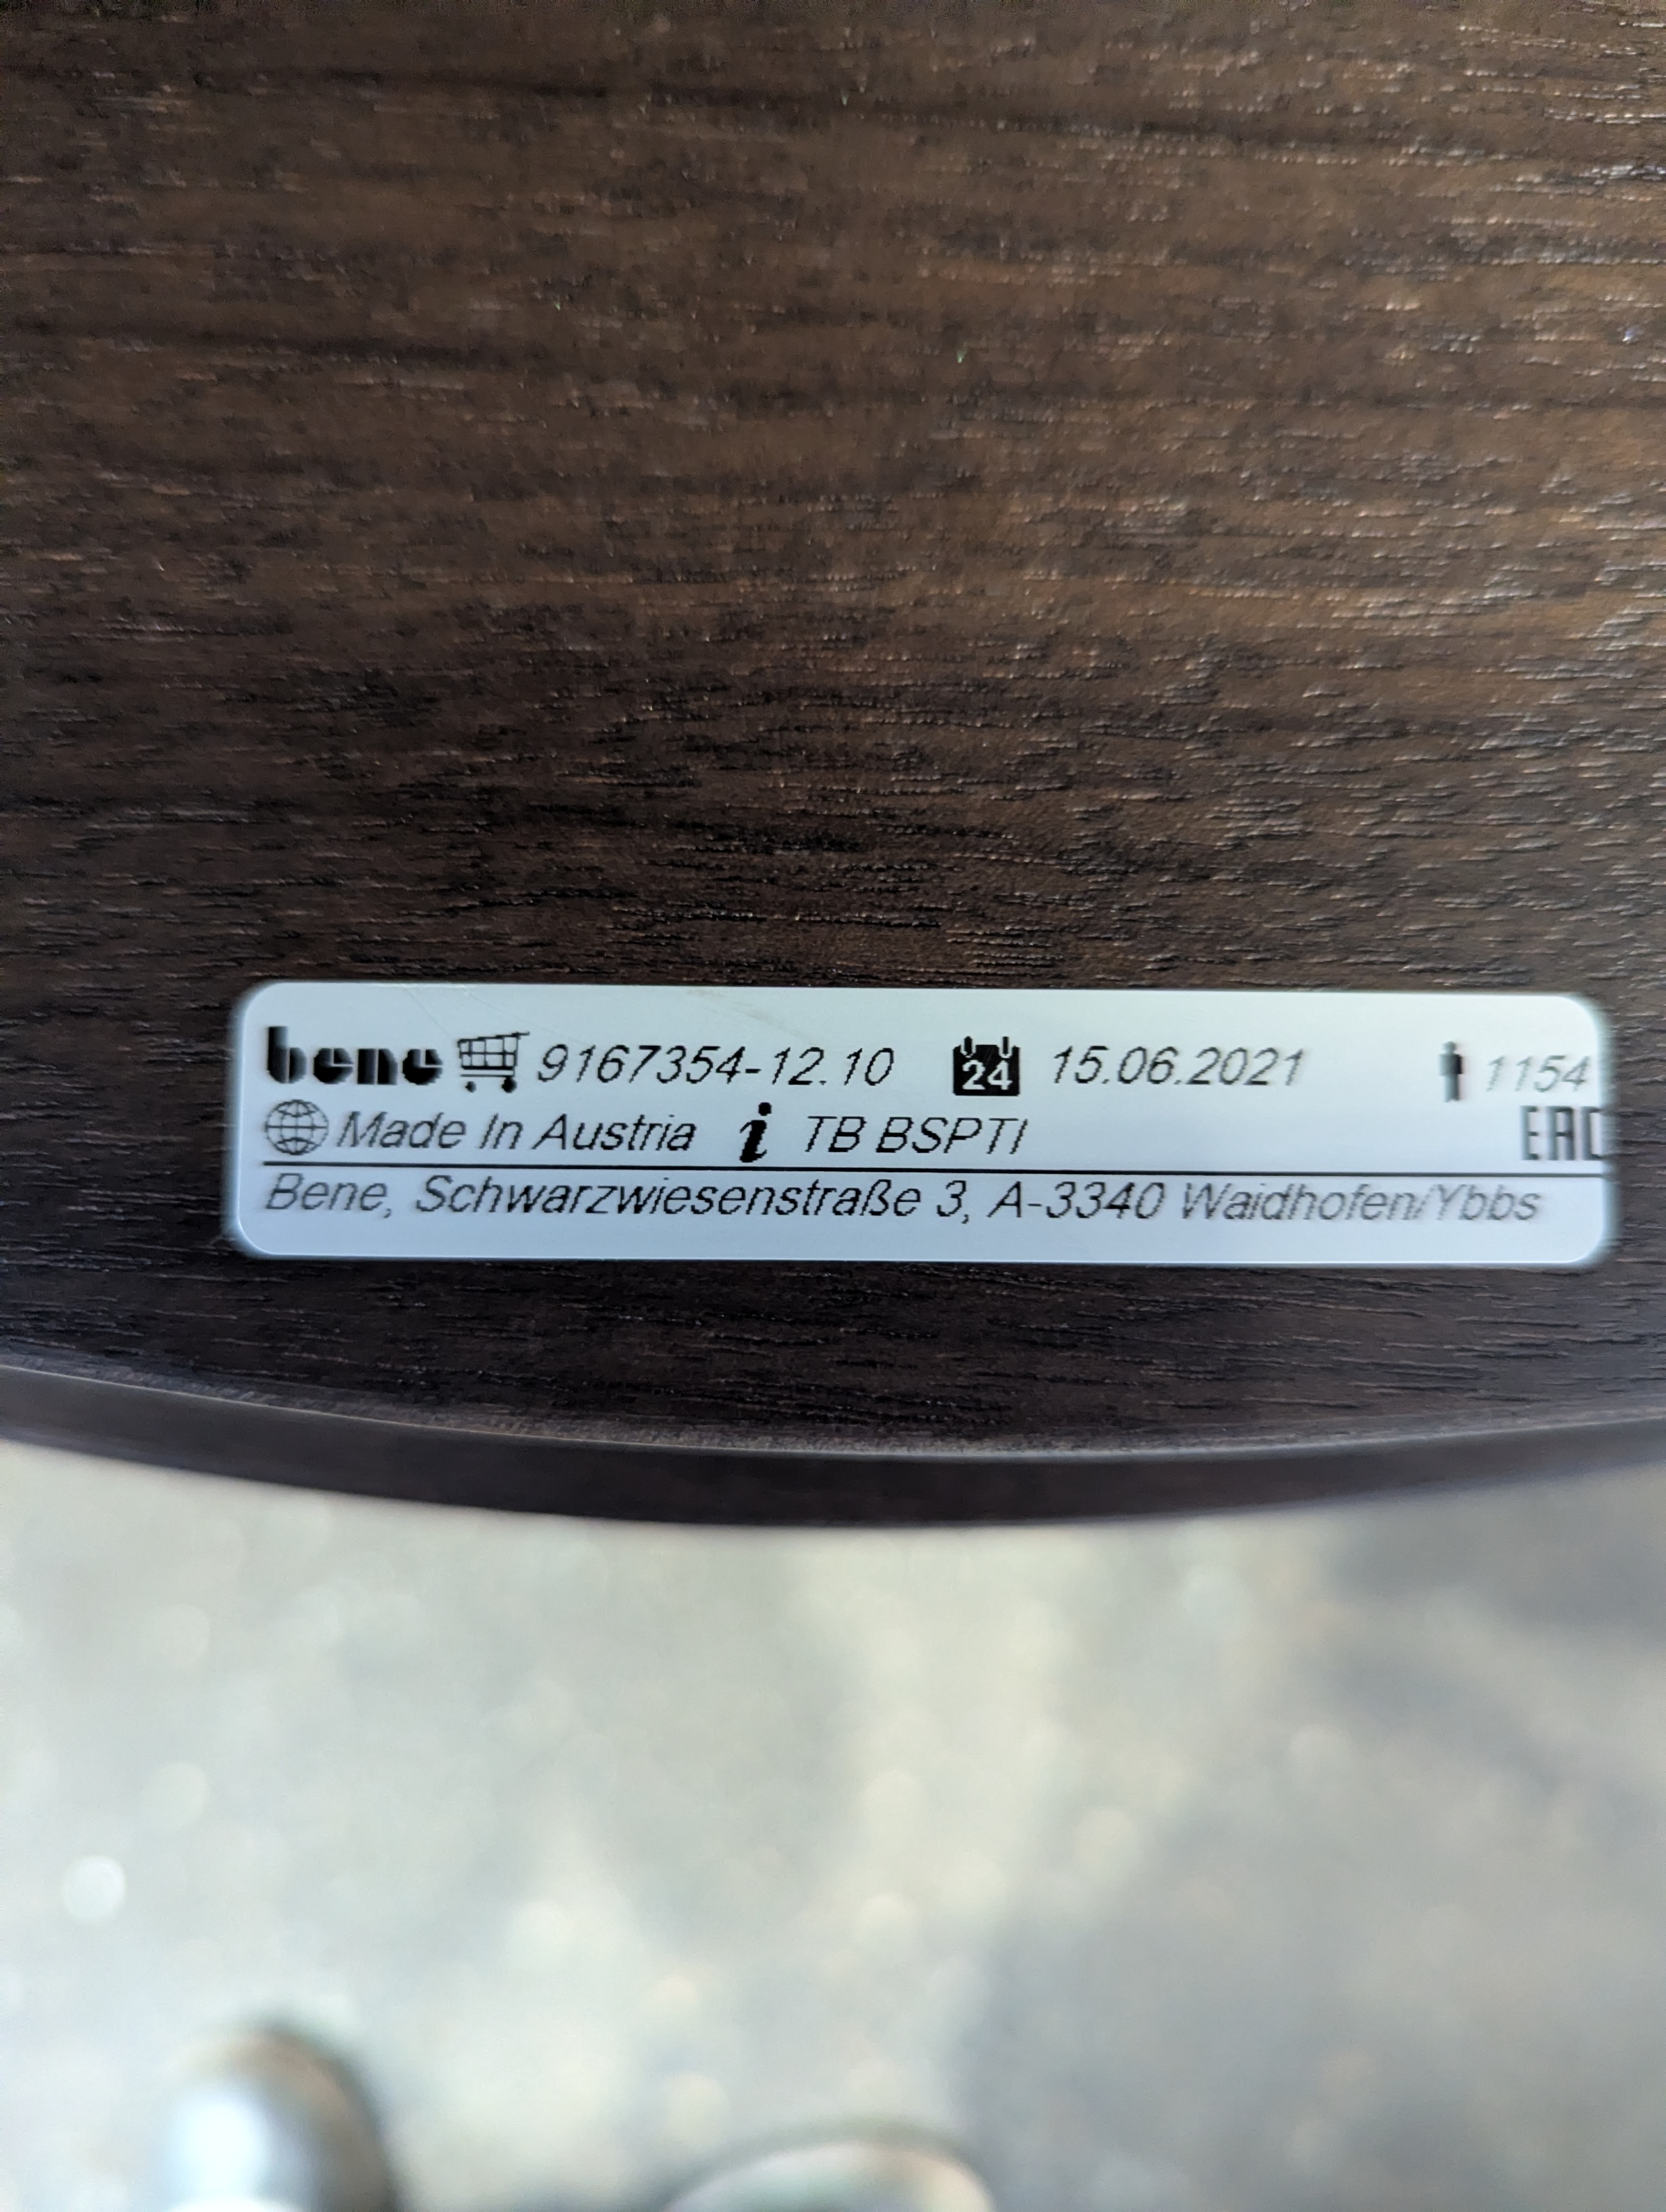 bene 9167354-12.10 24 15.06.2021 1154
Made In Austria i TB BSPTI
EAC
Bene, Schwarzwiesenstraße 3, A-3340 Waidhofen/Ybbs